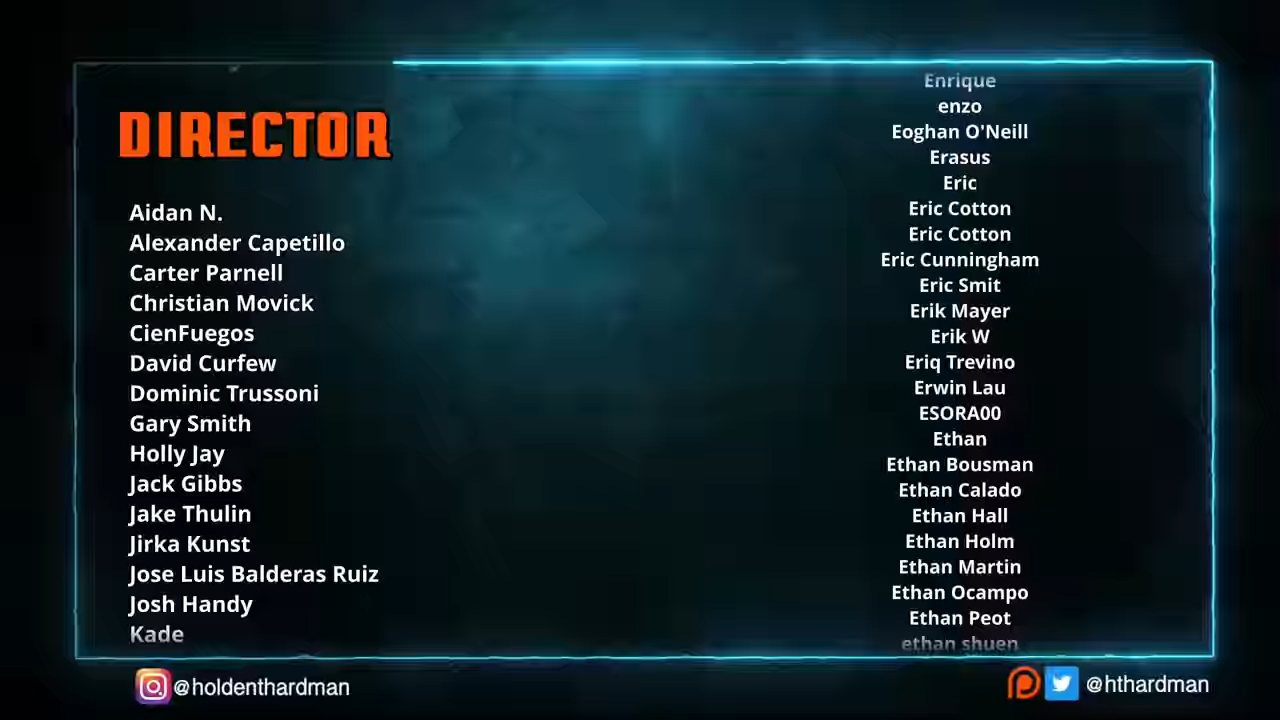 DIRECTOR
Aidan N.
Alexander Capetillo
Carter Parnell
Christian Movick
CienFuegos
David Curfew
Dominic Trussoni
Gary Smith
Holly Jay
Jack Gibbs
Jake Thulin
Jirka Kunst
Jose Luis Balderas Ruiz
Josh Handy
Kade
Enrique
enzo
Eoghan O'Neill
Erasus
Eric
Eric Cotton
Eric Cotton
Eric Cunningham
Eric Smit
Erik Mayer
Erik W
Eriq Trevino
Erwin Lau
ESORA00
Ethan
Ethan Bousman
Ethan Calado
Ethan Hall
Ethan Holm
Ethan Martin
Ethan Ocampo
Ethan Peot
ethan shuen
@holdenthardman
@hthardman